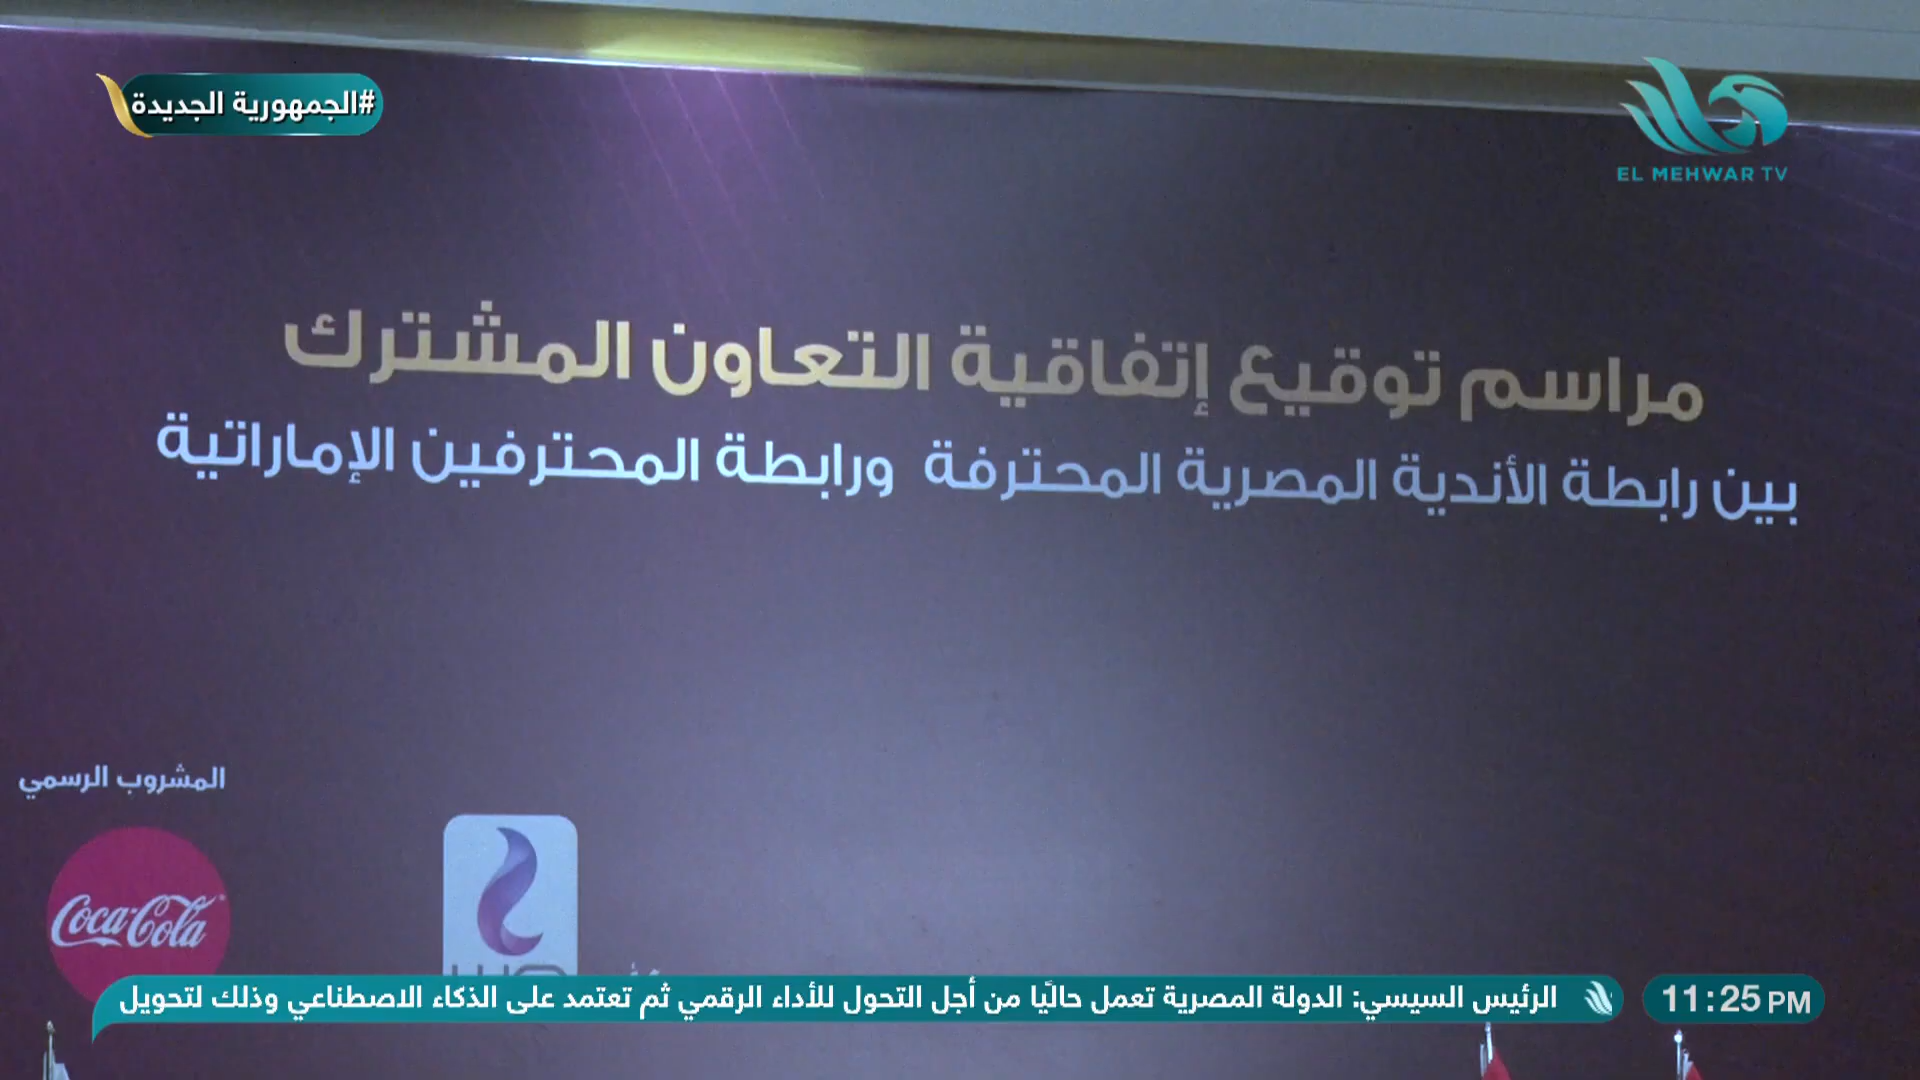 #الجمهورية الجديدة
EL MEHWAR TV
مراسم توقيع إتفاقية التعاون المشترك
بين رابطة الأندية المصرية المحترفة ورابطة المحترفين الإماراتية
المشروب الرسمي
Coca-Cola
الرئيس السيسي: الدولة المصرية تعمل حاليًا من أجل التحول للأداء الرقمي ثم تعتمد على الذكاء الاصطناعي وذلك لتحويل
11:25 PM